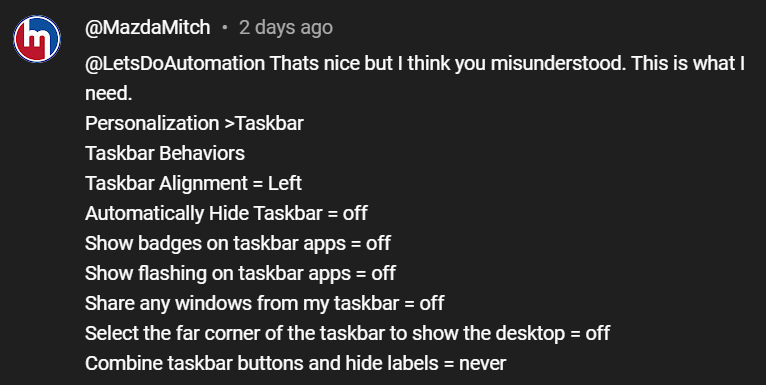 @MazdaMitch • 2 days ago
@LetsDoAutomation Thats nice but I think you misunderstood. This is what I
need.
Personalization >Taskbar
Taskbar Behaviors
Taskbar Alignment = Left
Automatically Hide Taskbar = off
Show badges on taskbar apps = off
Show flashing on taskbar apps = off
Share any windows from my taskbar = off
Select the far corner of the taskbar to show the desktop = off
Combine taskbar buttons and hide labels = never